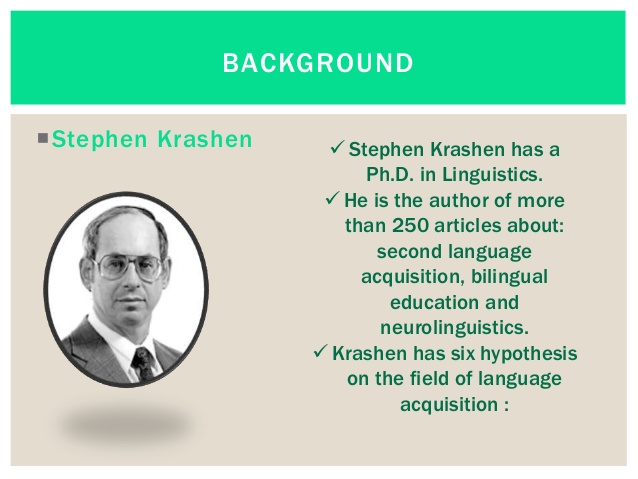 BACKGROUND
Stephen Krashen
Stephen Krashen has a
Ph.D. in Linguistics.
He is the author of more
than 250 articles about:
second language
acquisition, bilingual
education and
neurolinguistics.
Krashen has six hypothesis
on the field of language
acquisition :